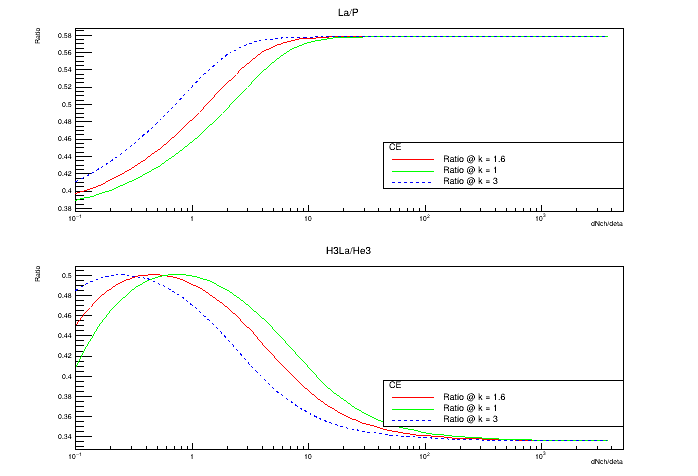 La/P
Ratio
0.58
0.56
0.54
0.52
0.5
0.48
0.46
0.44
0.42
0.4
0.38
CE
Ratio @ k = 1.6
Ratio @ k = 1
Ratio @ k = 3
10⁻¹ 1 10 10² 10³
dNch/deta
H3La/He3
Ratio
0.5
0.48
0.46
0.44
0.42
0.4
0.38
0.36
0.34
CE
Ratio @ k = 1.6
Ratio @ k = 1
Ratio @ k = 3
10⁻¹ 1 10 10² 10³
dNch/deta